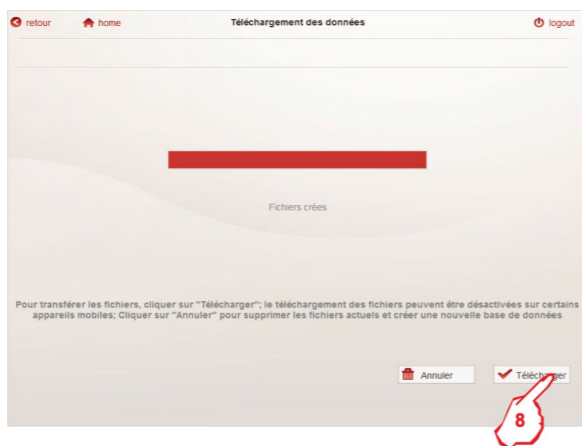 retour home Téléchargement des données logout
Fichiers crées
Pour transférer les fichiers, cliquer sur "Télécharger"; le téléchargement des fichiers peuvent être désactivées sur certains
appareils mobiles; Cliquer sur "Annuler" pour supprimer les fichiers actuels et créer une nouvelle base de données
Annuler Télécharger
8